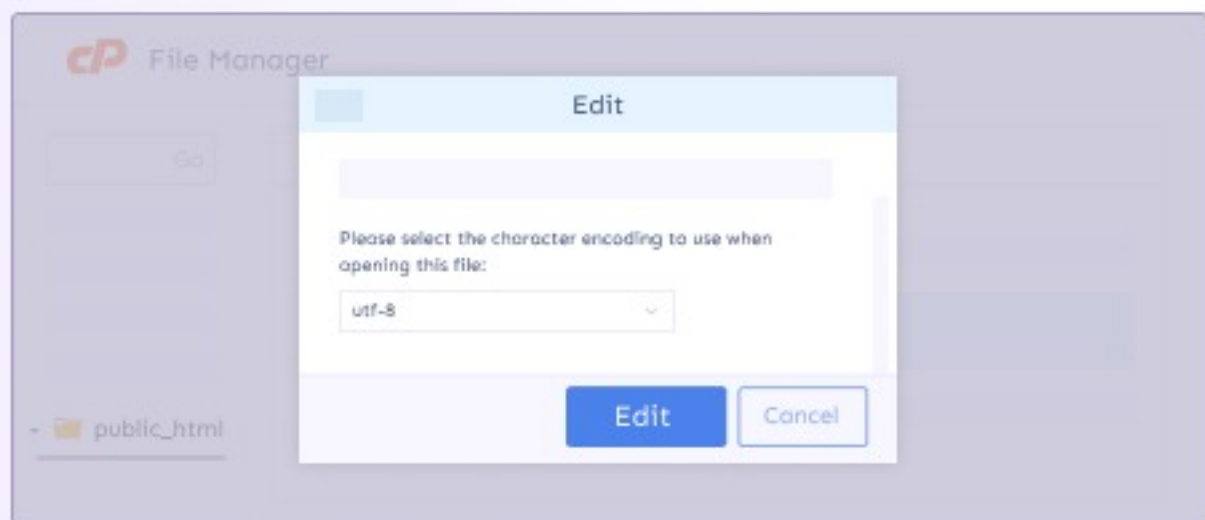 cP File Manager
Edit
Go
Please select the character encoding to use when
opening this file:
utf-8
public_html
Edit
Cancel